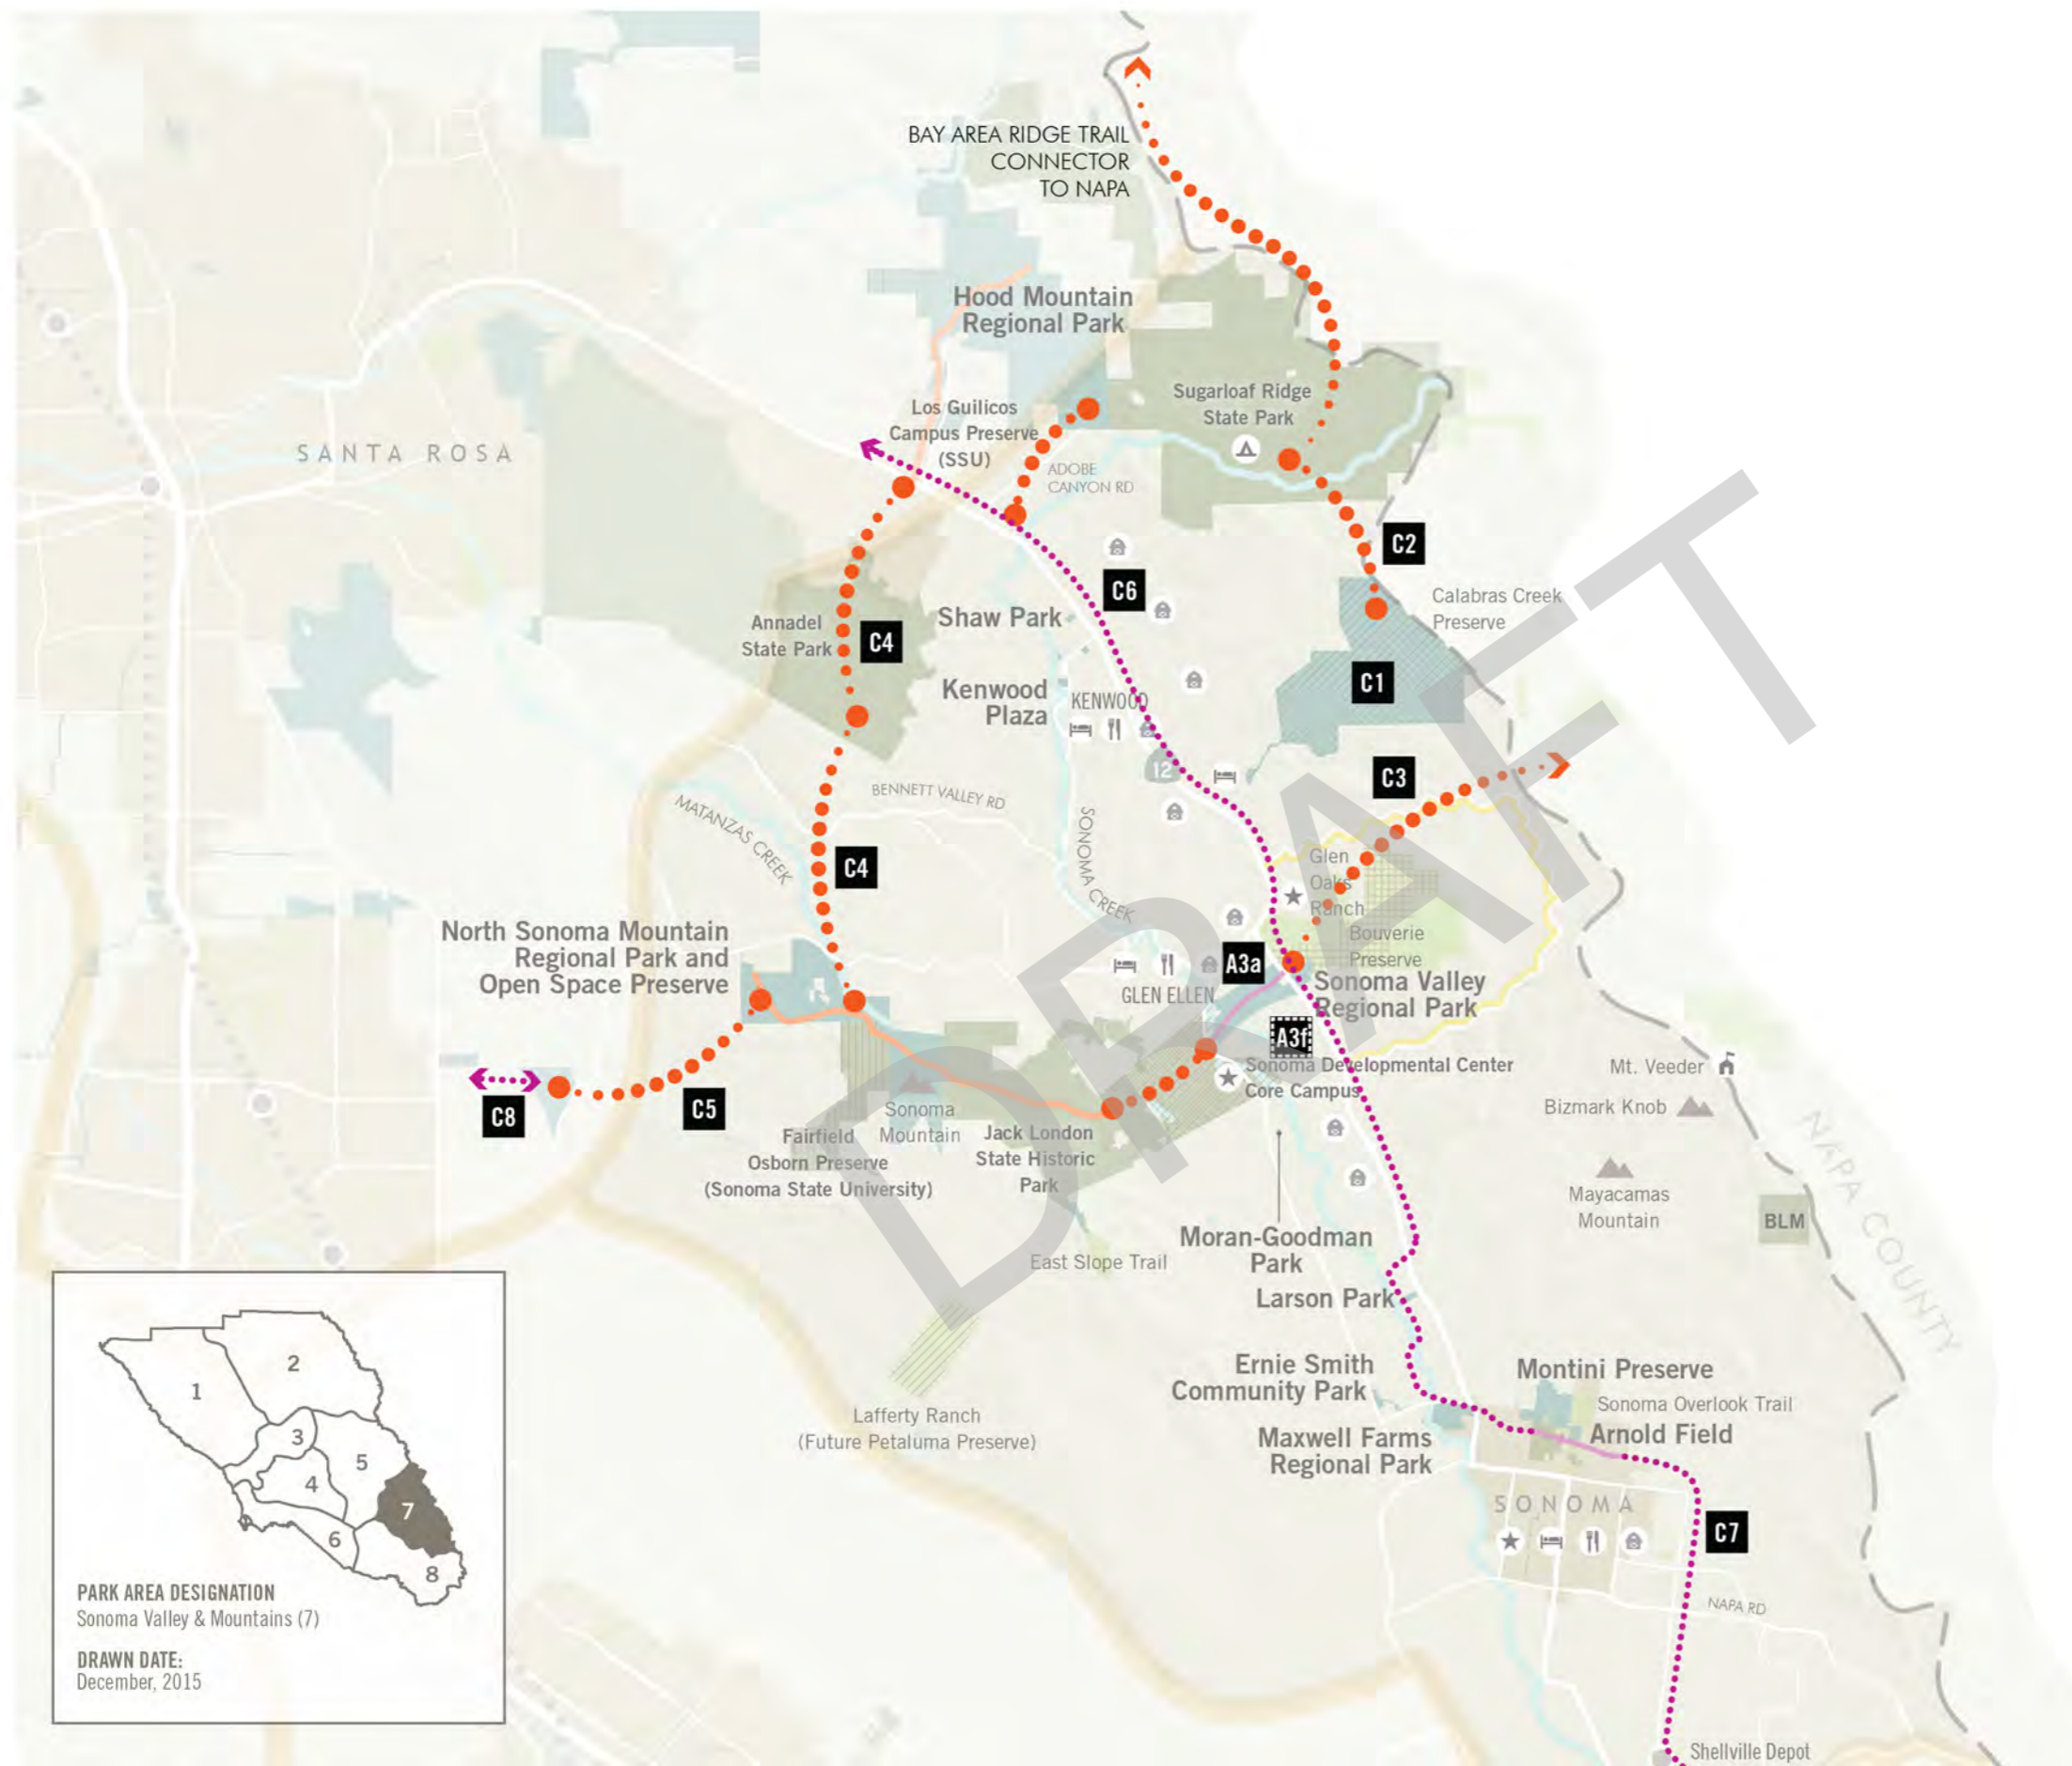 BAY AREA RIDGE TRAIL
CONNECTOR
TO NAPA
Hood Mountain
Regional Park
Sugarloaf Ridge
State Park
Los Guilicos
Campus Preserve
(SSU)
SANTA ROSA
ADOBE
CANYON RD
C2
C6
Calabras Creek
Preserve
Shaw Park
Annadel
State Park
C4
C1
Kenwood
Plaza
KENWOOD
12
C3
BENNETT VALLEY RD
MATANZAS CREEK
SONOMA CREEK
C4
Glen
Oaks
Ranch
Bouverie
Preserve
North Sonoma Mountain
Regional Park and
Open Space Preserve
A3a
GLEN ELLEN
Sonoma Valley
Regional Park
A3f
Sonoma Developmental Center
Core Campus
Mt. Veeder
Bizmark Knob
C8
C5
Sonoma
Mountain
Fairfield
Osborn Preserve
(Sonoma State University)
Jack London
State Historic
Park
Mayacamas
Mountain
BLM
NAPA COUNTY
Moran-Goodman
Park
East Slope Trail
Larson Park
Ernie Smith
Community Park
Montini Preserve
Sonoma Overlook Trail
Arnold Field
Lafferty Ranch
(Future Petaluma Preserve)
Maxwell Farms
Regional Park
SONOMA
C7
NAPA RD
Shellville Depot
1
2
3
4
5
6
7
8
PARK AREA DESIGNATION
Sonoma Valley & Mountains (7)
DRAWN DATE:
December, 2015
DRAFT